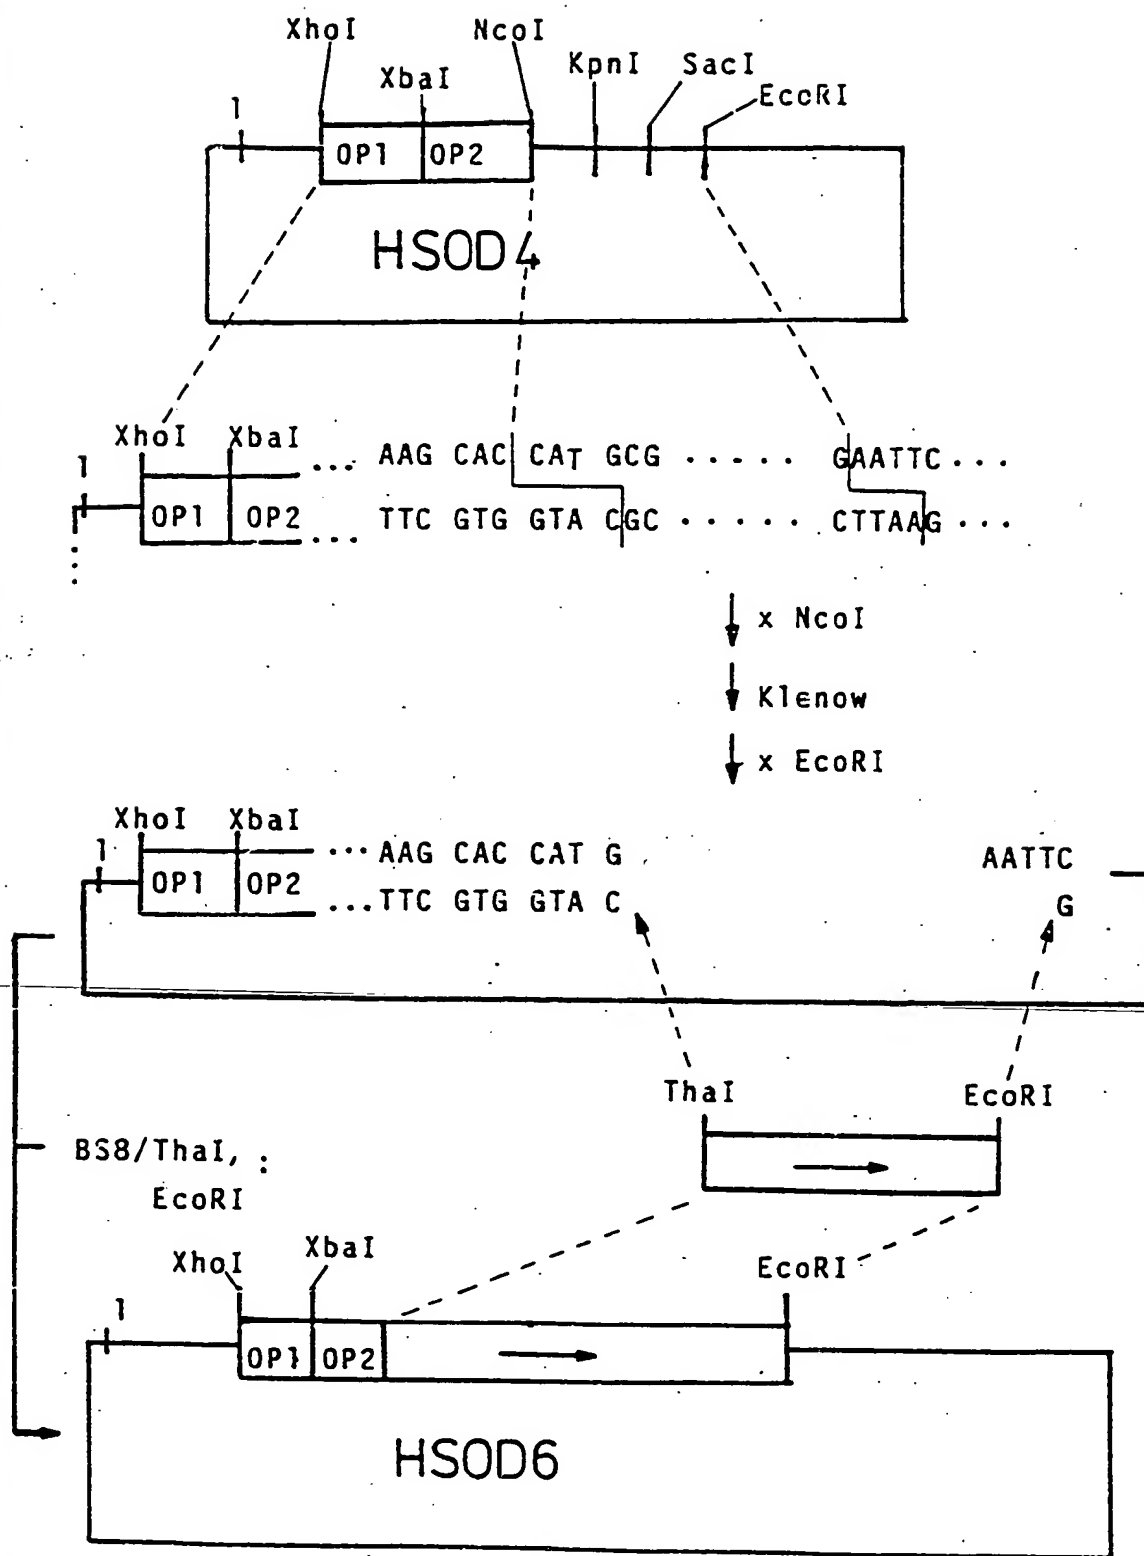 XhoI NcoI
XbaI KpnI SacI
1 EcoRI
OP1 OP2
HSOD4
XhoI XbaI
1 ... AAG CAC CAT GCG ..... GAATTC...
OP1 OP2 ... TTC GTG GTA CGC ..... CTTAAG...
x NcoI
Klenow
x EcoRI
XhoI XbaI
1 ...AAG CAC CAT G AATTC
OP1 OP2 ...TTC GTG GTA C G
ThaI EcoRI
BS8/ThaI, :
EcoRI
XhoI XbaI EcoRI
1
OP1 OP2
HSOD6